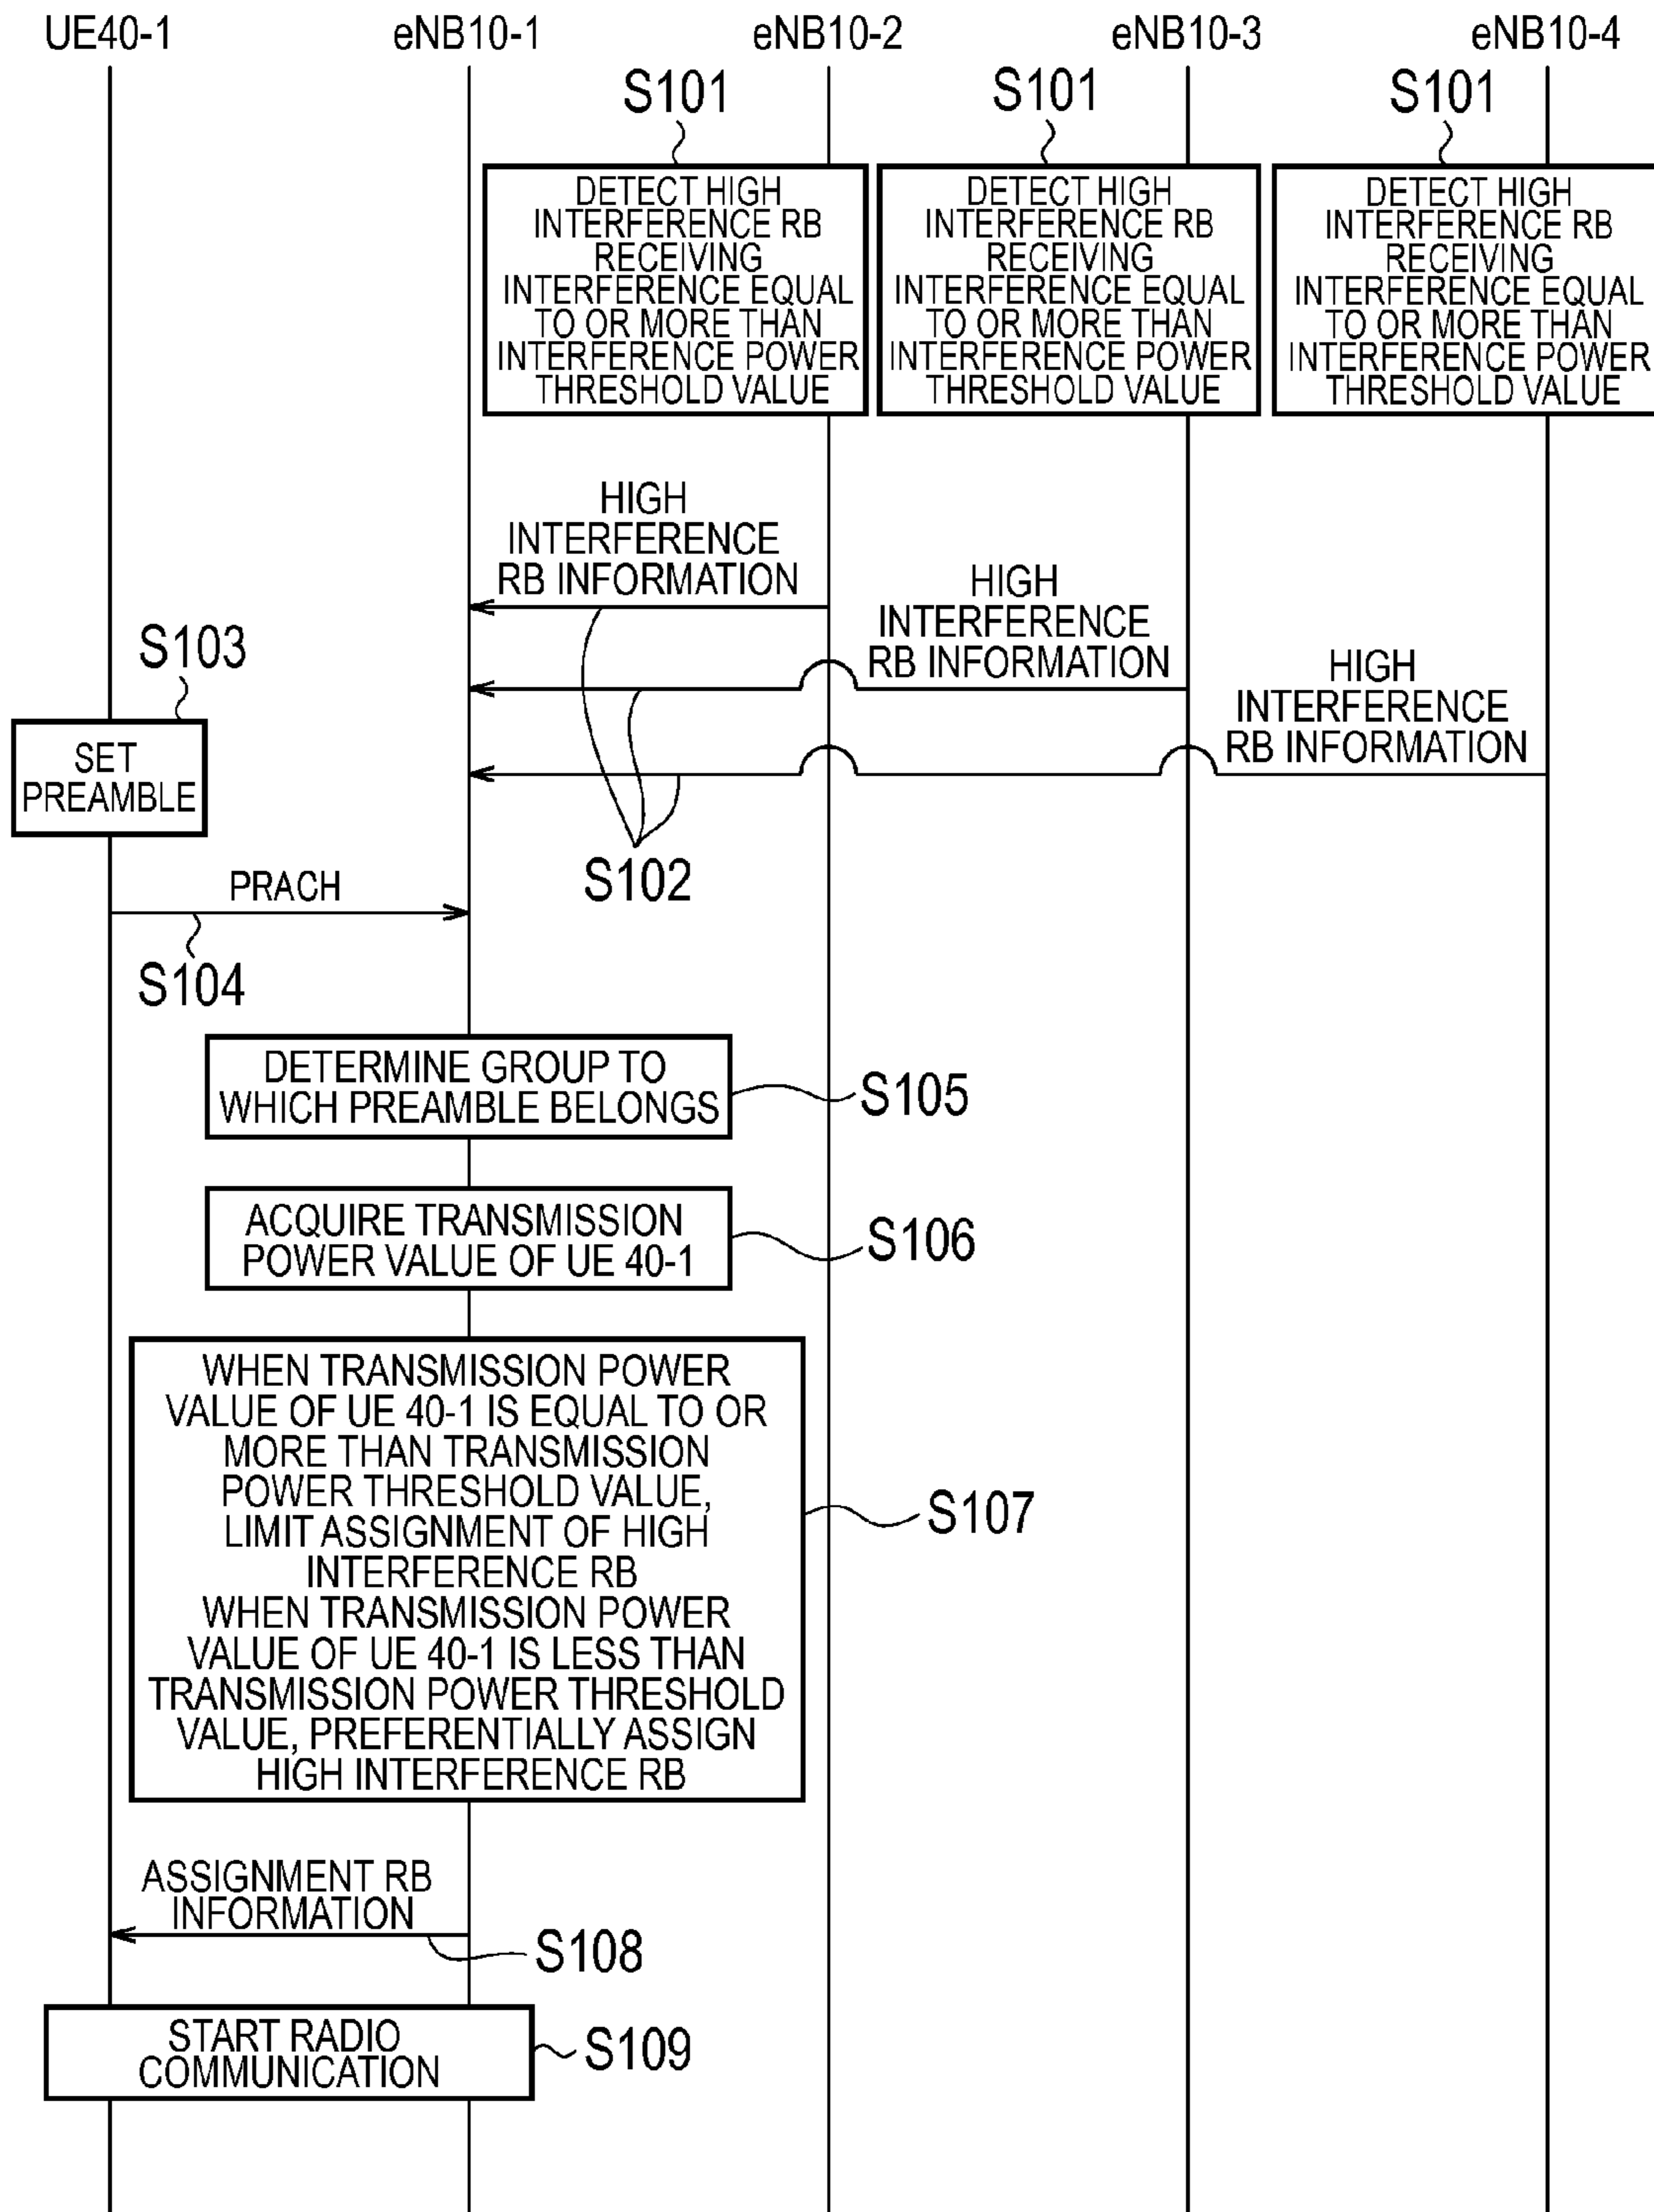 UE40-1
eNB10-1
eNB10-2
eNB10-3
eNB10-4
S101
S101
S101
DETECT HIGH
INTERFERENCE RB
RECEIVING
INTERFERENCE EQUAL
TO OR MORE THAN
INTERFERENCE POWER
THRESHOLD VALUE
DETECT HIGH
INTERFERENCE RB
RECEIVING
INTERFERENCE EQUAL
TO OR MORE THAN
INTERFERENCE POWER
THRESHOLD VALUE
DETECT HIGH
INTERFERENCE RB
RECEIVING
INTERFERENCE EQUAL
TO OR MORE THAN
INTERFERENCE POWER
THRESHOLD VALUE
HIGH
INTERFERENCE
RB INFORMATION
HIGH
INTERFERENCE
RB INFORMATION
HIGH
INTERFERENCE
RB INFORMATION
S102
S103
SET
PREAMBLE
PRACH
S104
DETERMINE GROUP TO
WHICH PREAMBLE BELONGS
S105
ACQUIRE TRANSMISSION
POWER VALUE OF UE 40-1
S106
WHEN TRANSMISSION POWER
VALUE OF UE 40-1 IS EQUAL TO OR
MORE THAN TRANSMISSION
POWER THRESHOLD VALUE,
LIMIT ASSIGNMENT OF HIGH
INTERFERENCE RB
WHEN TRANSMISSION POWER
VALUE OF UE 40-1 IS LESS THAN
TRANSMISSION POWER THRESHOLD
VALUE, PREFERENTIALLY ASSIGN
HIGH INTERFERENCE RB
S107
ASSIGNMENT RB
INFORMATION
S108
START RADIO
COMMUNICATION
S109